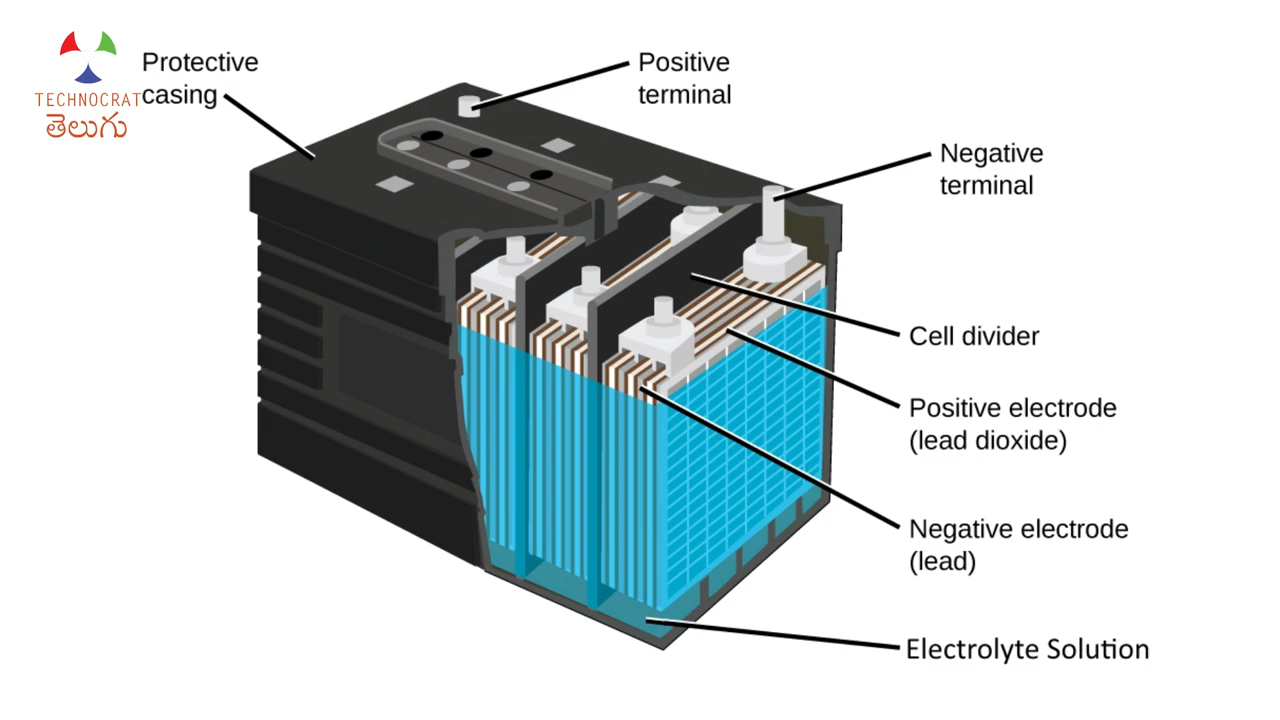 TECHNOCRAT
తెలుగు
Protective
casing
Positive
terminal
Negative
terminal
Cell divider
Positive electrode
(lead dioxide)
Negative electrode
(lead)
Electrolyte Solution